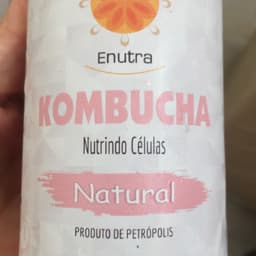 Enutra
KOMBUCHA
Nutrindo Células
Natural
PRODUTO DE PETRÓPOLIS